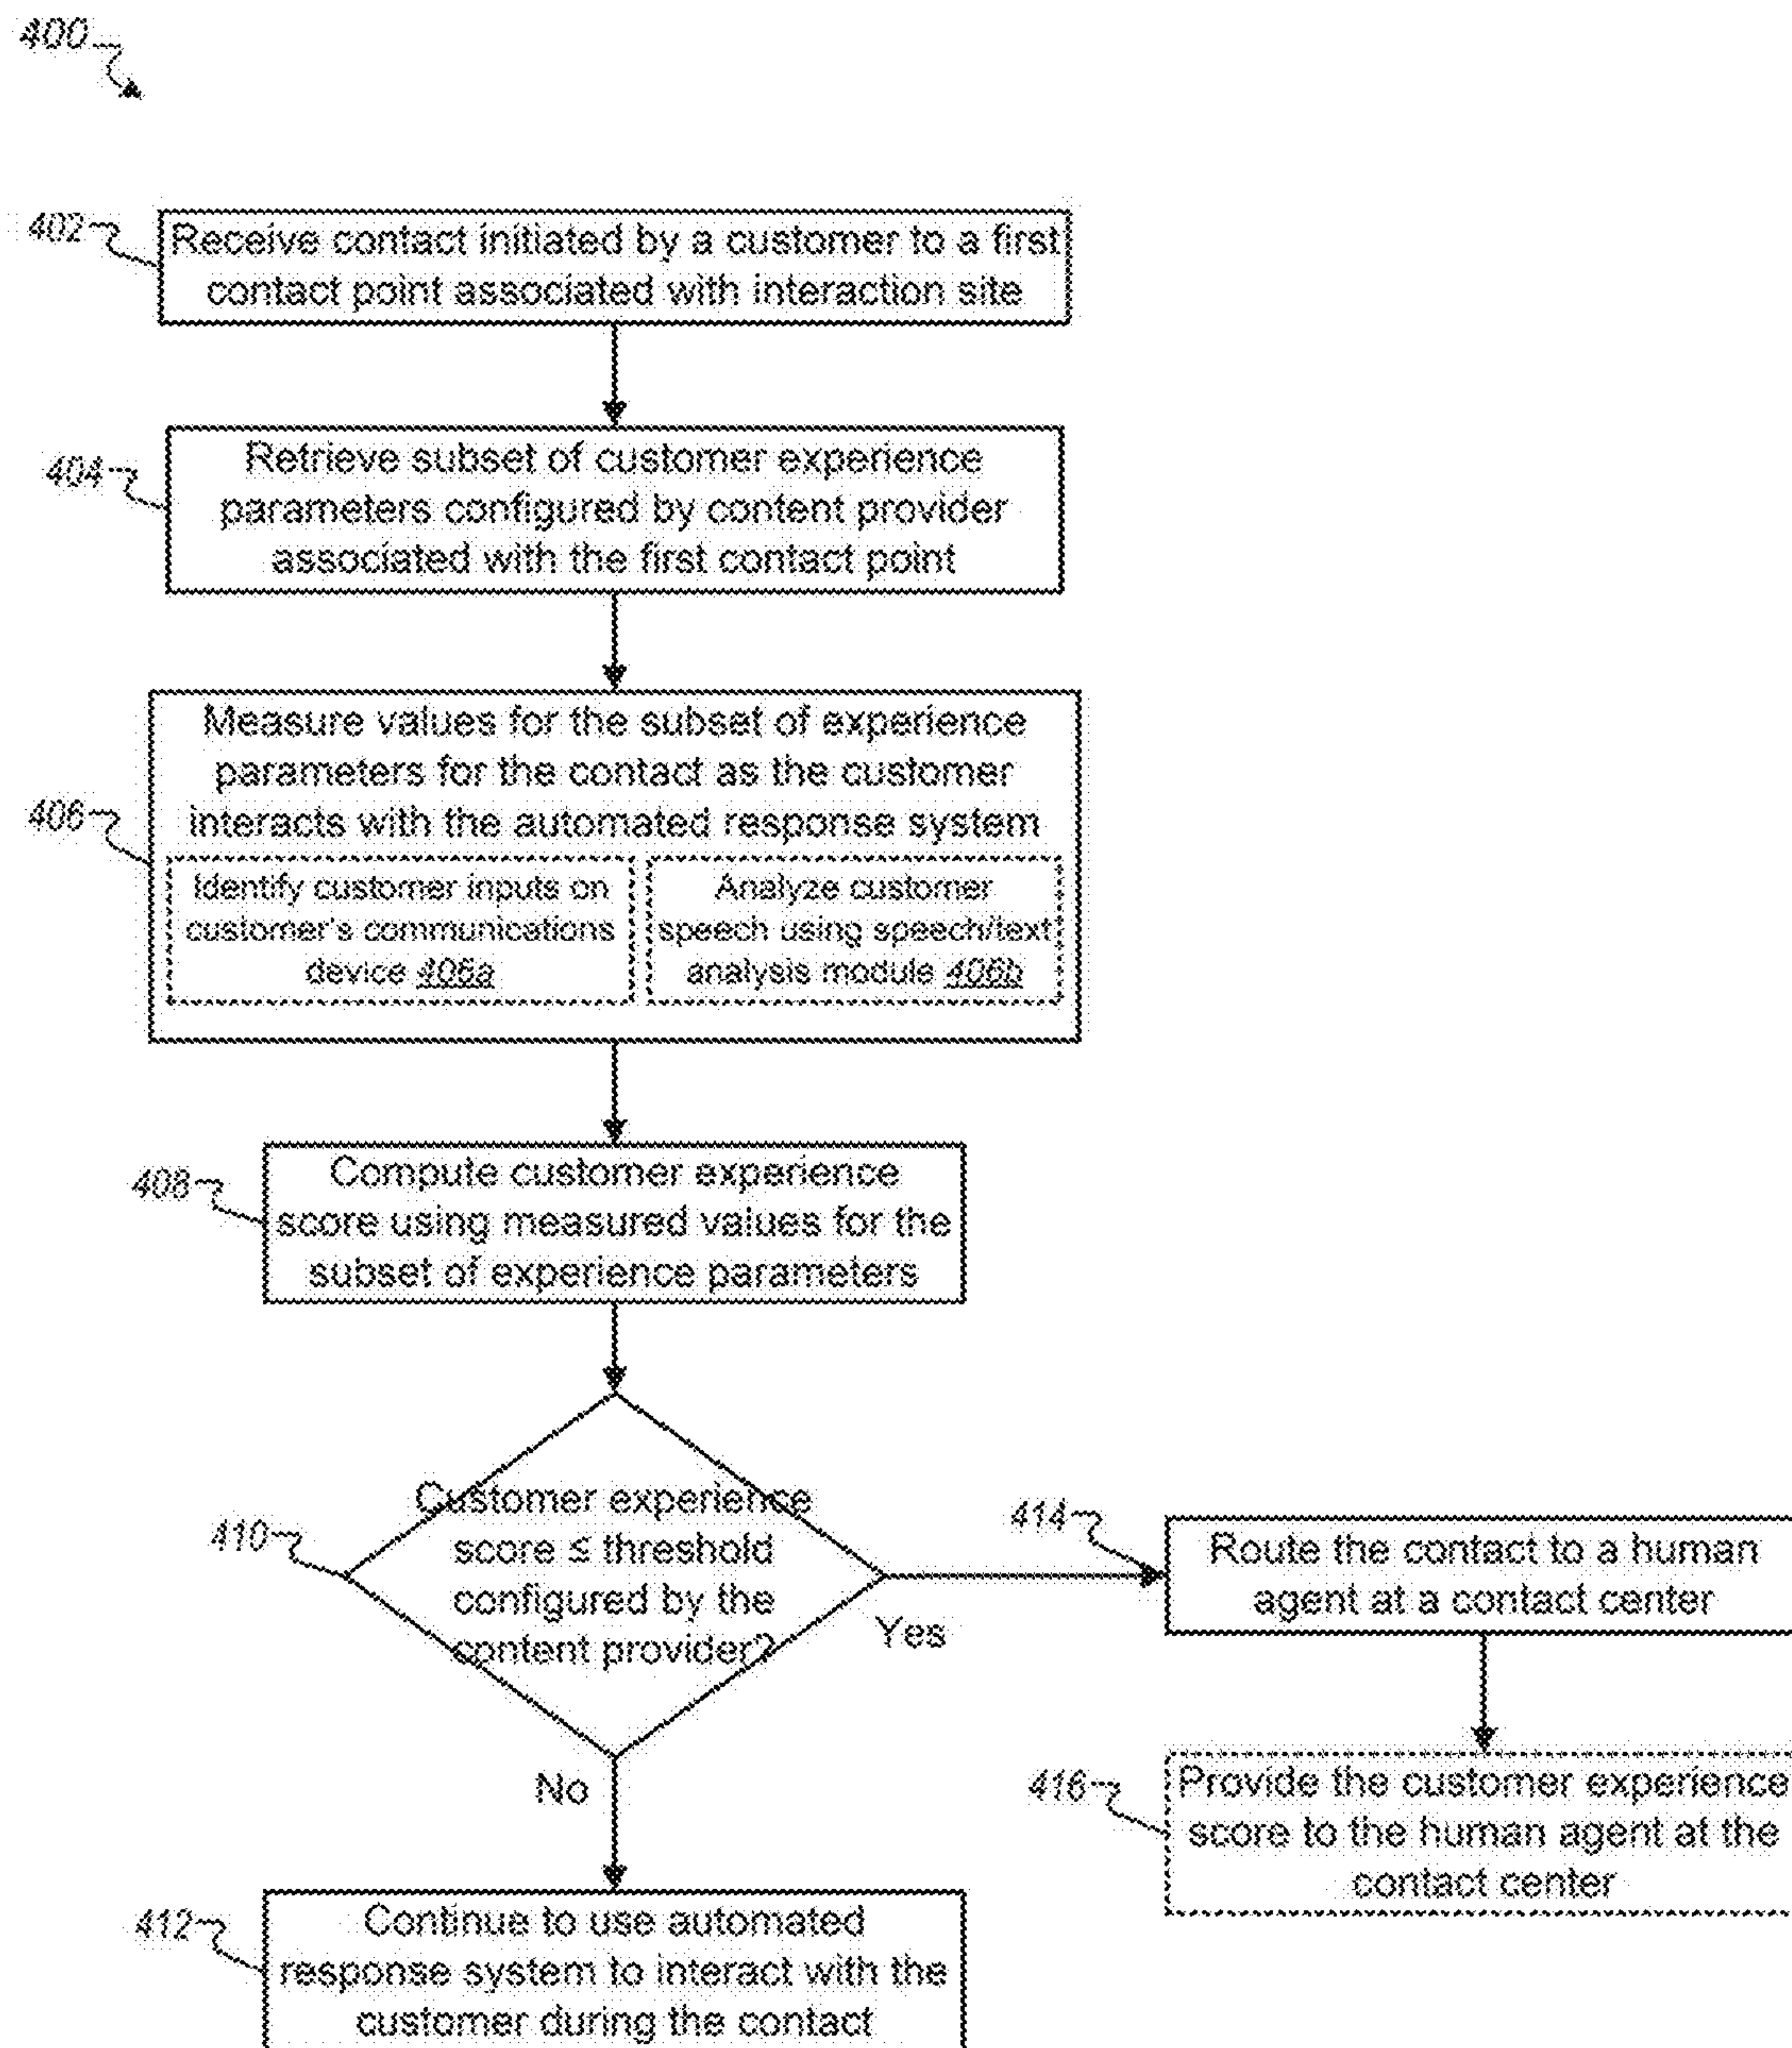 400
402
Receive contact initiated by a customer to a first
contact point associated with interaction site
404
Retrieve subset of customer experience
parameters configured by content provider
associated with the first contact point
406
Measure values for the subset of experience
parameters for the contact as the customer
interacts with the automated response system
Identify customer inputs on
customer's communications
device 406a
Analyze customer
speech using speech/text
analysis module 406b
408
Compute customer experience
score using measured values for the
subset of experience parameters
410
Customer experience
score ≤ threshold
configured by the
content provider?
Yes
No
414
Route the contact to a human
agent at a contact center
416
Provide the customer experience
score to the human agent at the
contact center
412
Continue to use automated
response system to interact with the
customer during the contact